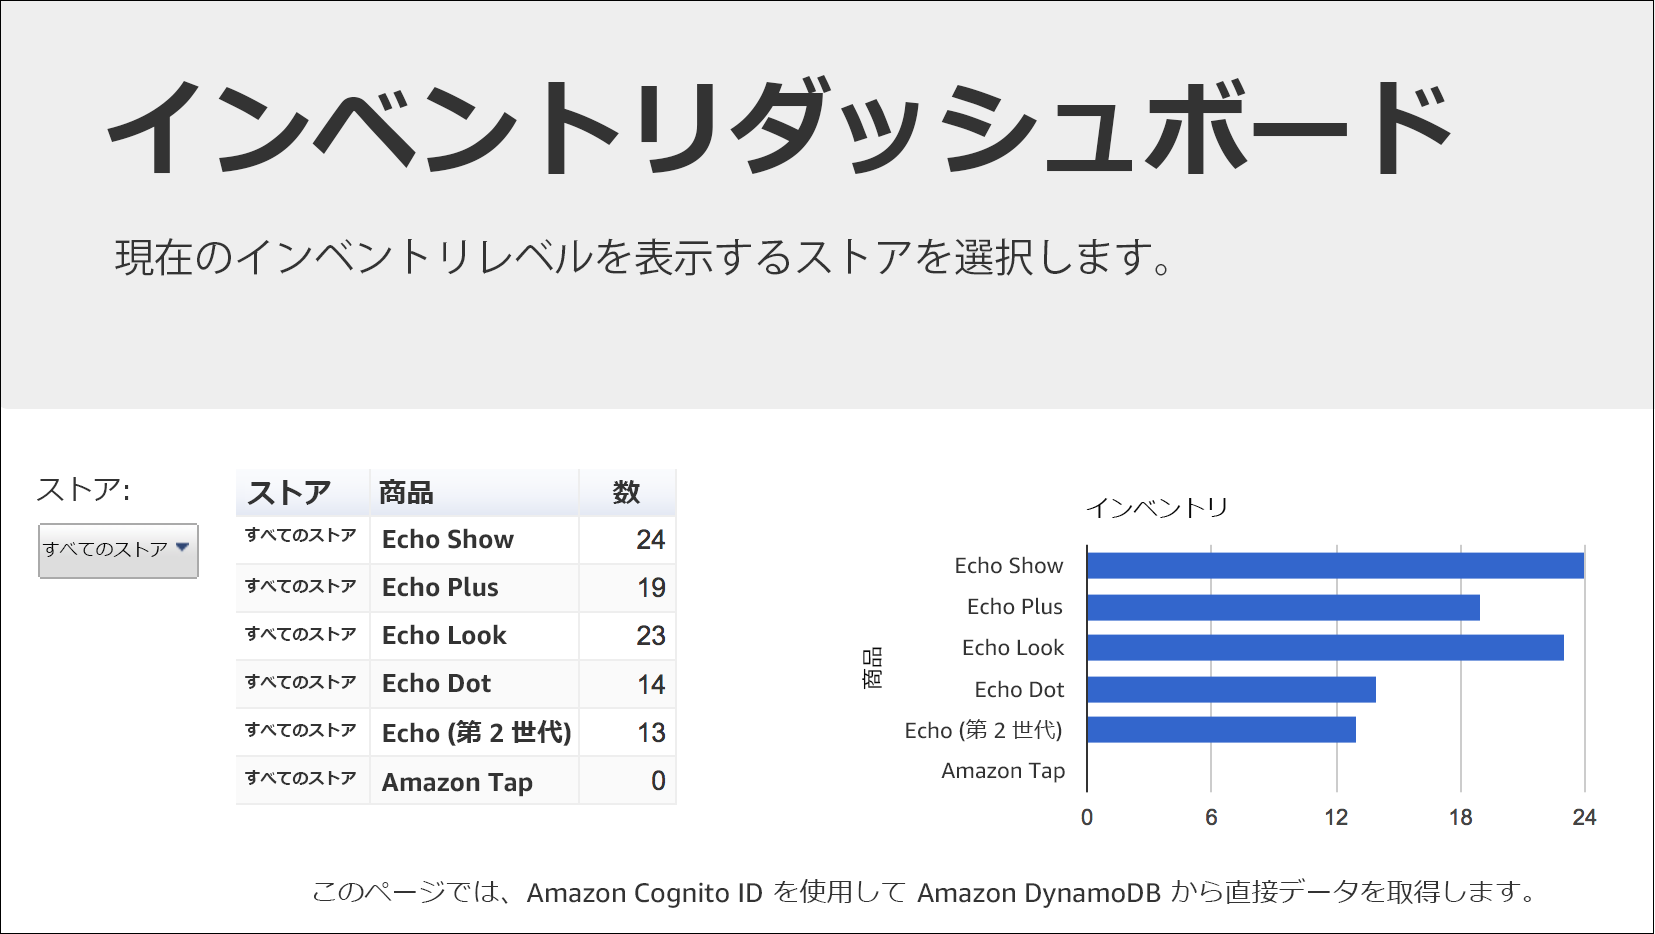 インベントリダッシュボード
現在のインベントリレベルを表示するストアを選択します。
ストア:
すべてのストア
ストア 商品 数
すべてのストア Echo Show 24
すべてのストア Echo Plus 19
すべてのストア Echo Look 23
すべてのストア Echo Dot 14
すべてのストア Echo (第 2 世代) 13
すべてのストア Amazon Tap 0
インベントリ
商品
Echo Show
Echo Plus
Echo Look
Echo Dot
Echo (第 2 世代)
Amazon Tap
0 6 12 18 24
このページでは、Amazon Cognito ID を使用して Amazon DynamoDB から直接データを取得します。